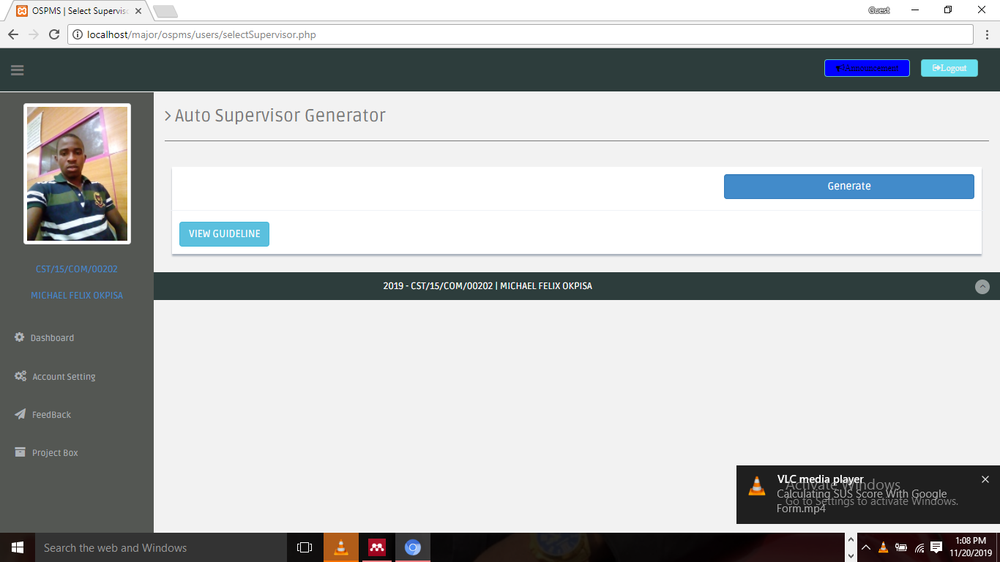 OSPMS | Select Superviso
Guest
localhost/major/ospms/users/selectSupervisor.php
Announcement
Logout
Auto Supervisor Generator
Generate
VIEW GUIDELINE
CST/15/COM/00202
MICHAEL FELIX OKPISA
2019 - CST/15/COM/00202 | MICHAEL FELIX OKPISA
Dashboard
Account Setting
FeedBack
Project Box
VLC media player
Calculating SUS Score With Google
Form.mp4
Activate Windows
Go to Settings to activate Windows.
Search the web and Windows
1:08 PM
11/20/2019